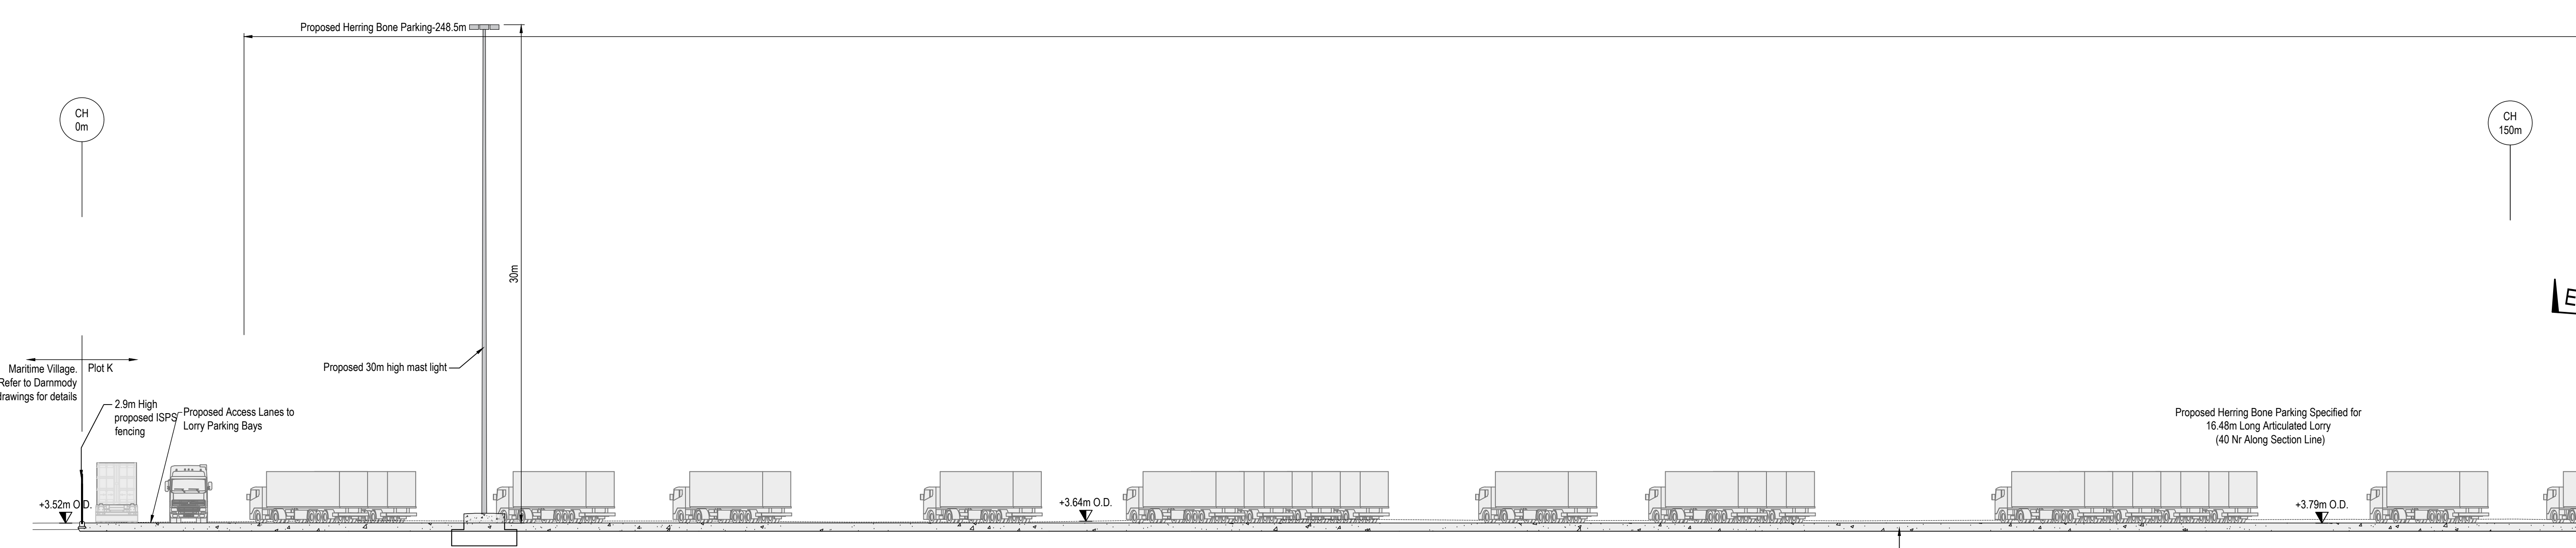 Proposed Herring Bone Parking-248.5m
CH
0m
CH
150m
30m
E
Proposed 30m high mast light
Maritime Village.
Refer to Darnmody
drawings for details
Plot K
2.9m High
proposed ISPS
fencing
Proposed Access Lanes to
Lorry Parking Bays
Proposed Herring Bone Parking Specified for
16.48m Long Articulated Lorry
(40 Nr Along Section Line)
+3.52m O.D.
+3.64m O.D.
+3.79m O.D.